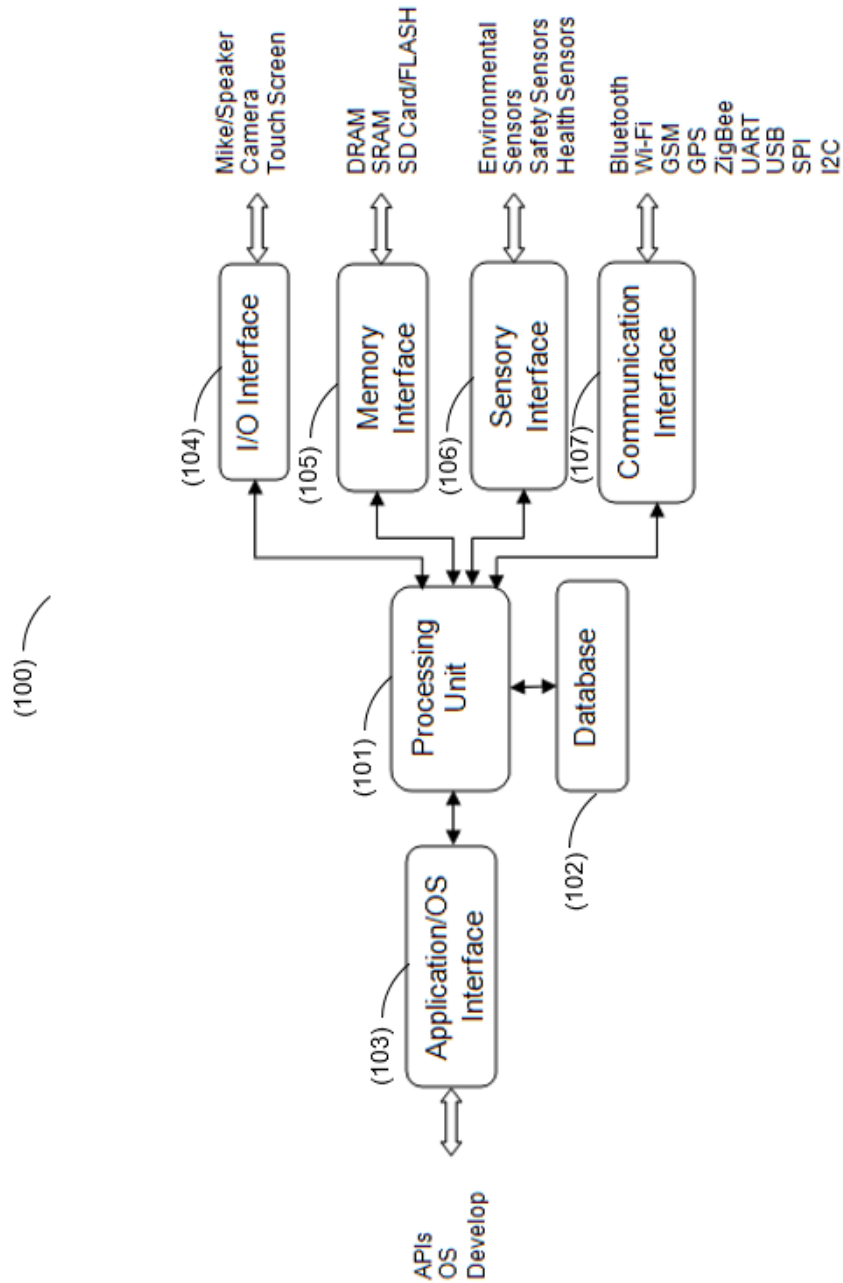 (100)
Mike/Speaker
Camera
Touch Screen
(104)
I/O Interface
DRAM
SRAM
SD Card/FLASH
(105)
Memory
Interface
Environmental
Sensors
Safety Sensors
Health Sensors
(106)
Sensory
Interface
Bluetooth
Wi-Fi
GSM
GPS
ZigBee
UART
USB
SPI
I2C
(107)
Communication
Interface
(101)
Processing
Unit
(102)
Database
(103)
Application/OS
Interface
APIs
OS
Develop